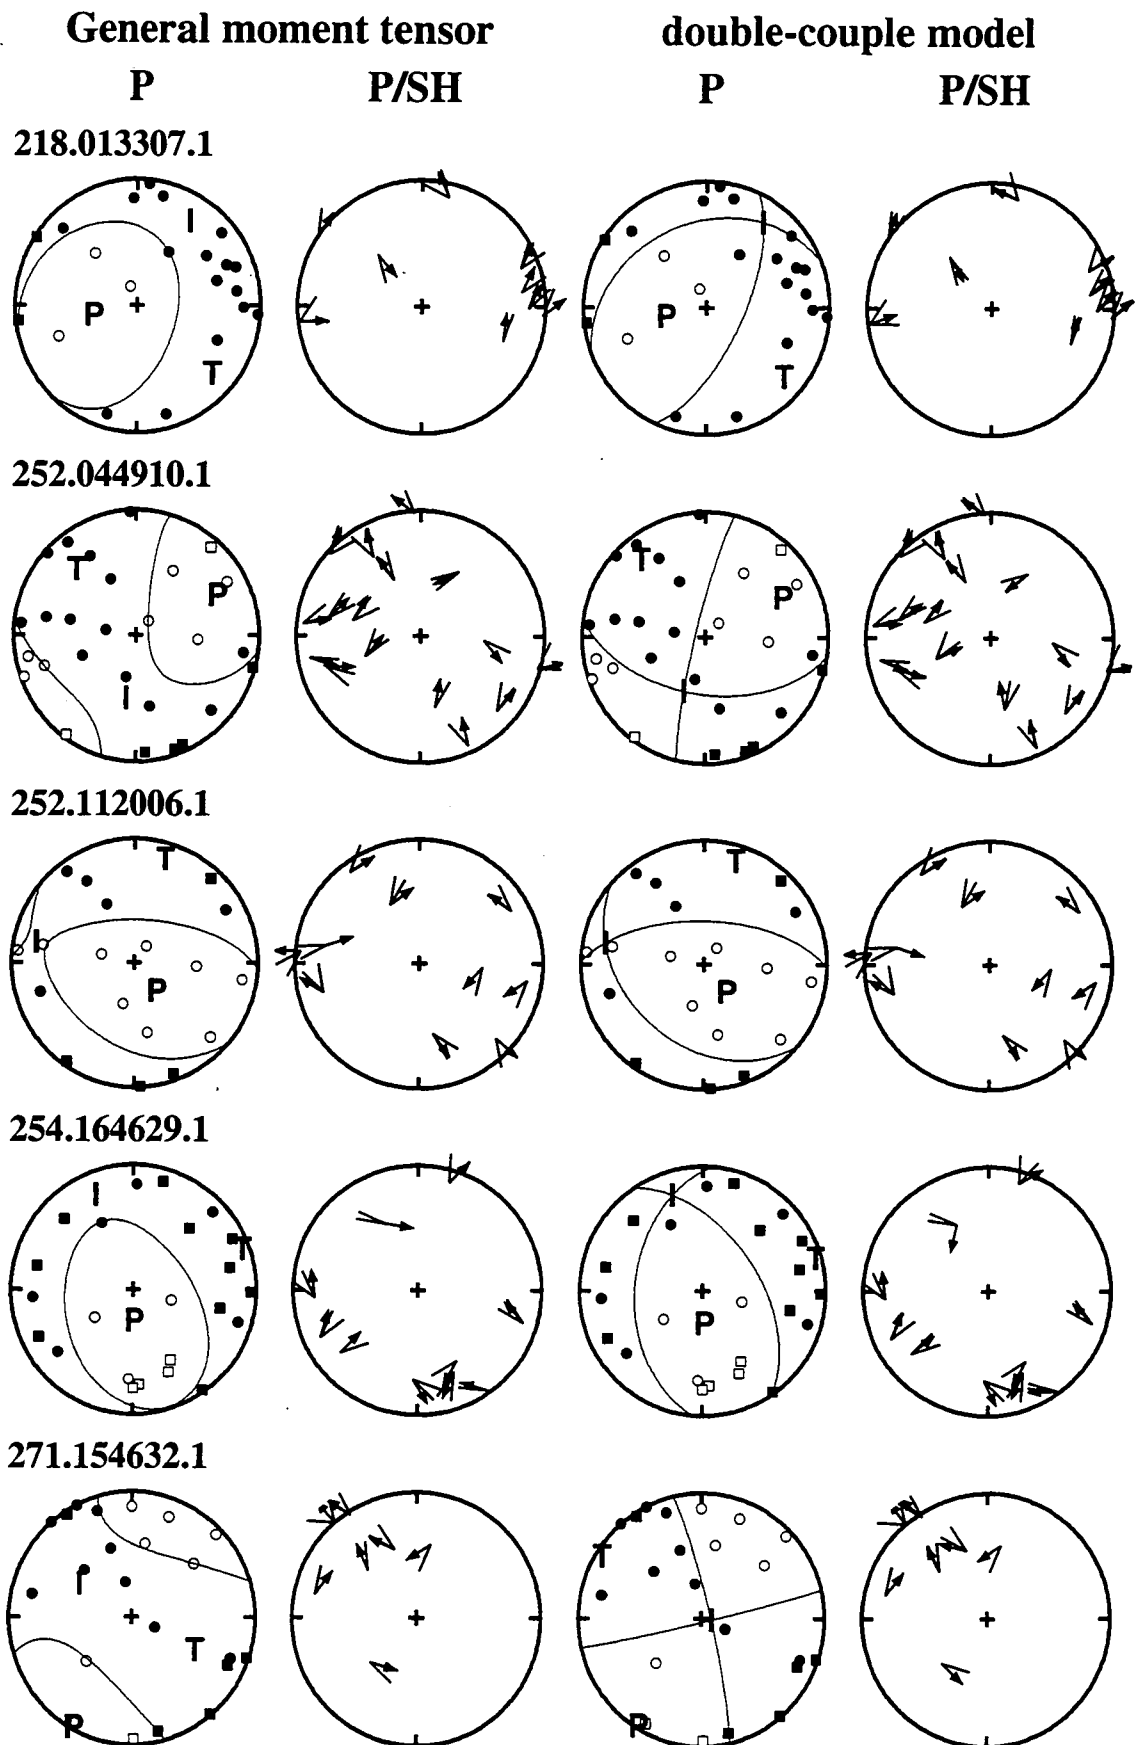 General moment tensor double-couple model
P P/SH P P/SH
218.013307.1
I I
P P
T T
252.044910.1
T T
P P
I I
252.112006.1
T T
I I
P P
254.164629.1
I I
T T
P P
271.154632.1
T
I I
T
P P